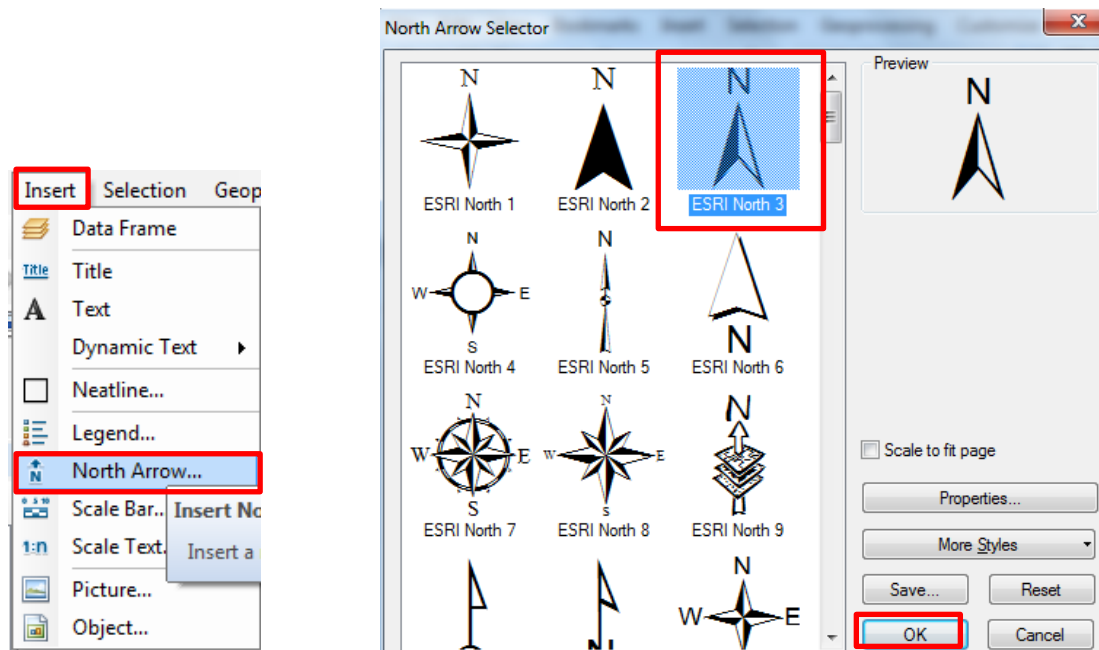 Insert Selection Geop
Data Frame
Title Title
A Text
Dynamic Text
Neatline...
Legend...
N North Arrow...
0 5 10 Scale Bar.. Insert No
1:n Scale Text. Insert a
Picture...
Object...
North Arrow Selector
N
ESRI North 1
N
ESRI North 2
N
ESRI North 3
N
W E
S
ESRI North 4
N
ESRI North 5
N
ESRI North 6
N
W E
S
ESRI North 7
N
W E
S
ESRI North 8
N
ESRI North 9
N
N
W E
Preview
N
Scale to fit page
Properties...
More Styles
Save... Reset
OK Cancel